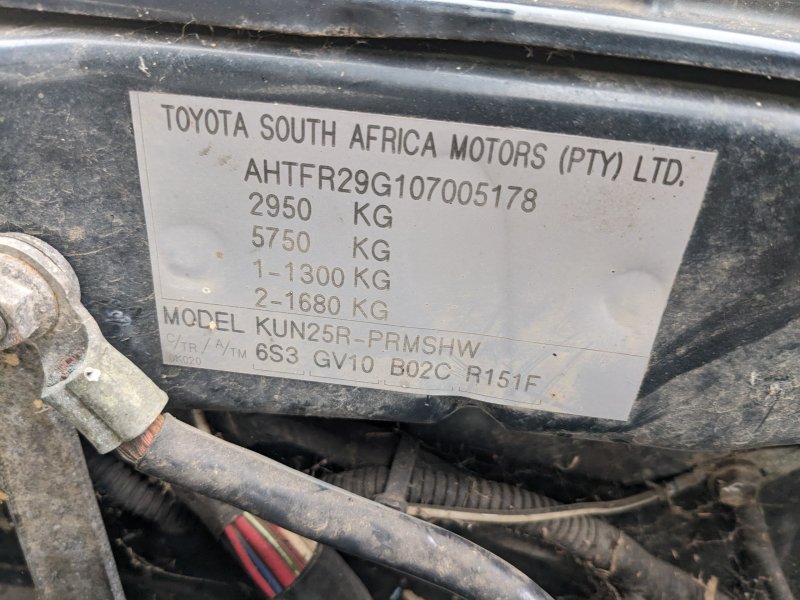 TOYOTA SOUTH AFRICA MOTORS (PTY) LTD.
AHTFR29G107005178
2950 KG
5750 KG
1-1300 KG
2-1680 KG
MODEL KUN25R-PRMSHW
C/TR / A/TM 6S3 GV10 B02C R151F
0K020